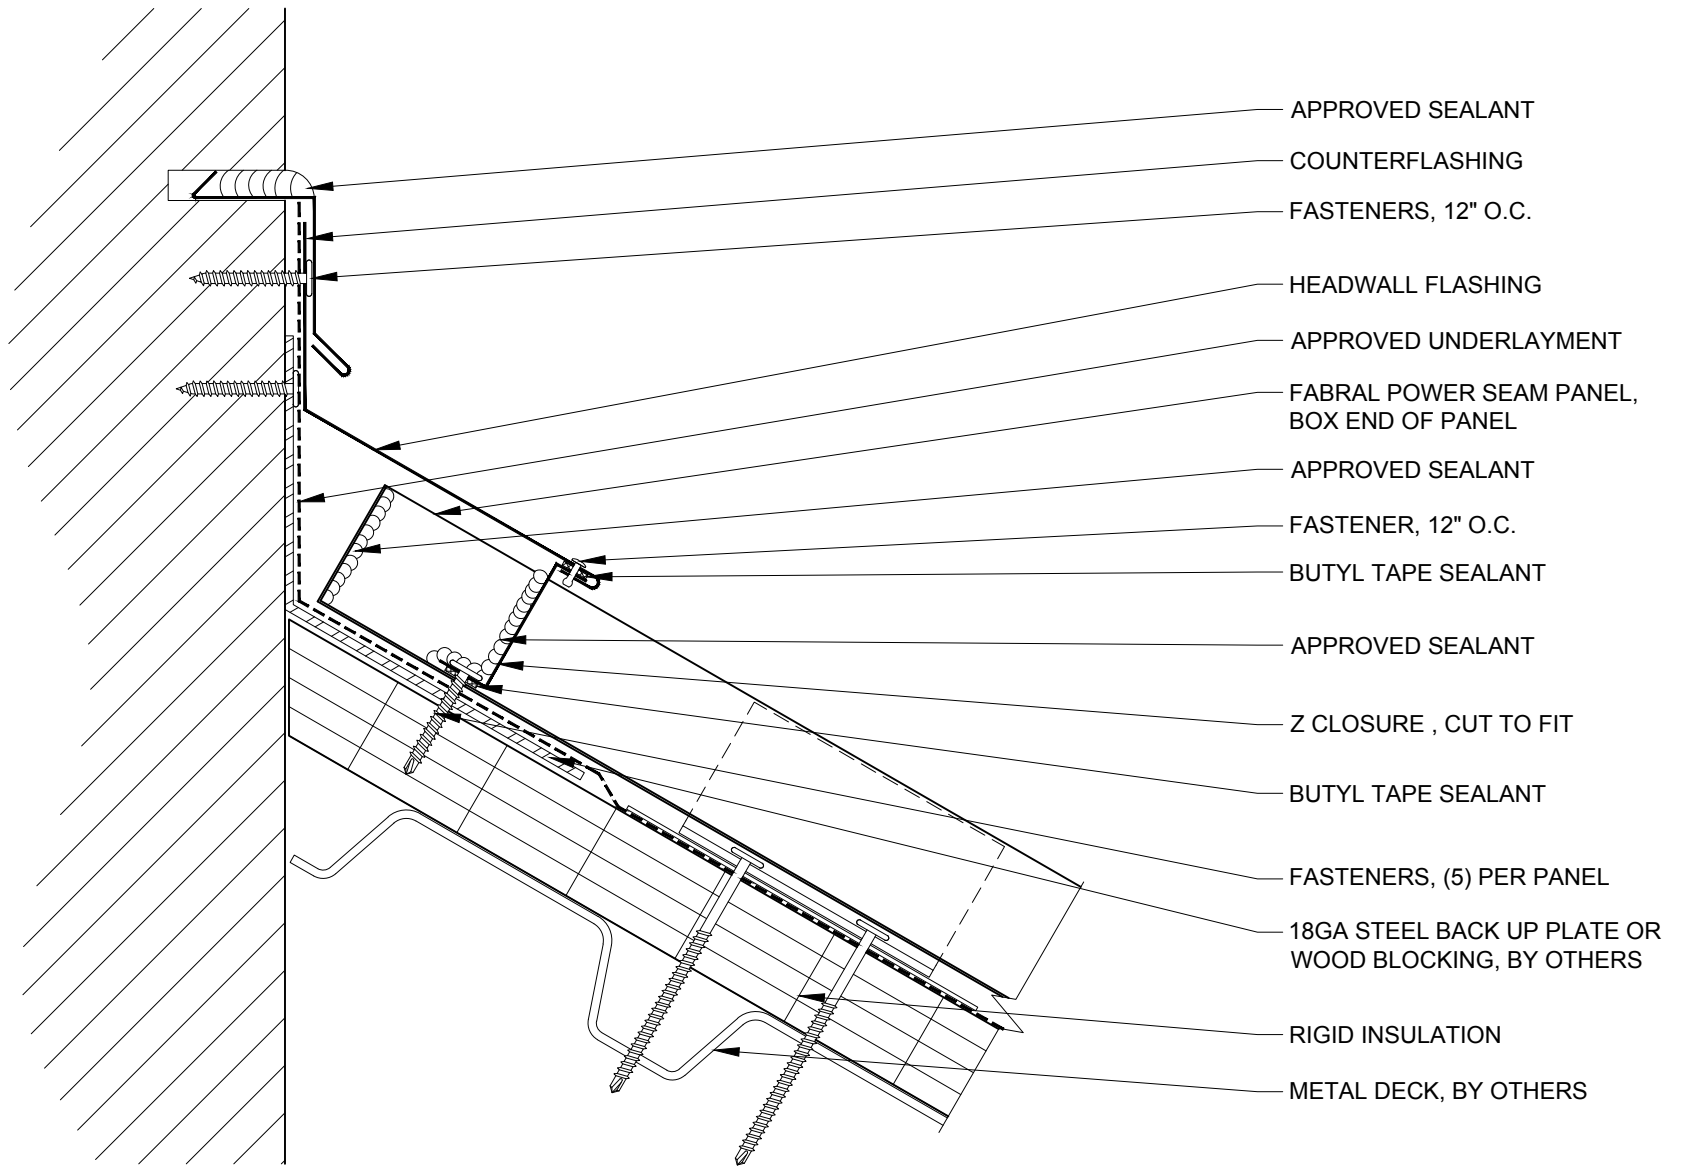 APPROVED SEALANT
COUNTERFLASHING
FASTENERS, 12" O.C.
HEADWALL FLASHING
APPROVED UNDERLAYMENT
FABRAL POWER SEAM PANEL,
BOX END OF PANEL
APPROVED SEALANT
FASTENER, 12" O.C.
BUTYL TAPE SEALANT
APPROVED SEALANT
Z CLOSURE , CUT TO FIT
BUTYL TAPE SEALANT
FASTENERS, (5) PER PANEL
18GA STEEL BACK UP PLATE OR
WOOD BLOCKING, BY OTHERS
RIGID INSULATION
METAL DECK, BY OTHERS